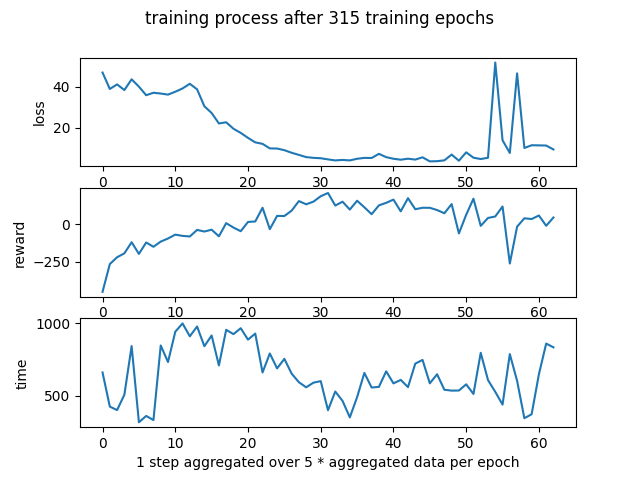 training process after 315 training epochs
40
20
loss
0 10 20 30 40 50 60
0
−250
reward
0 10 20 30 40 50 60
1000
500
time
0 10 20 30 40 50 60
1 step aggregated over 5 * aggregated data per epoch